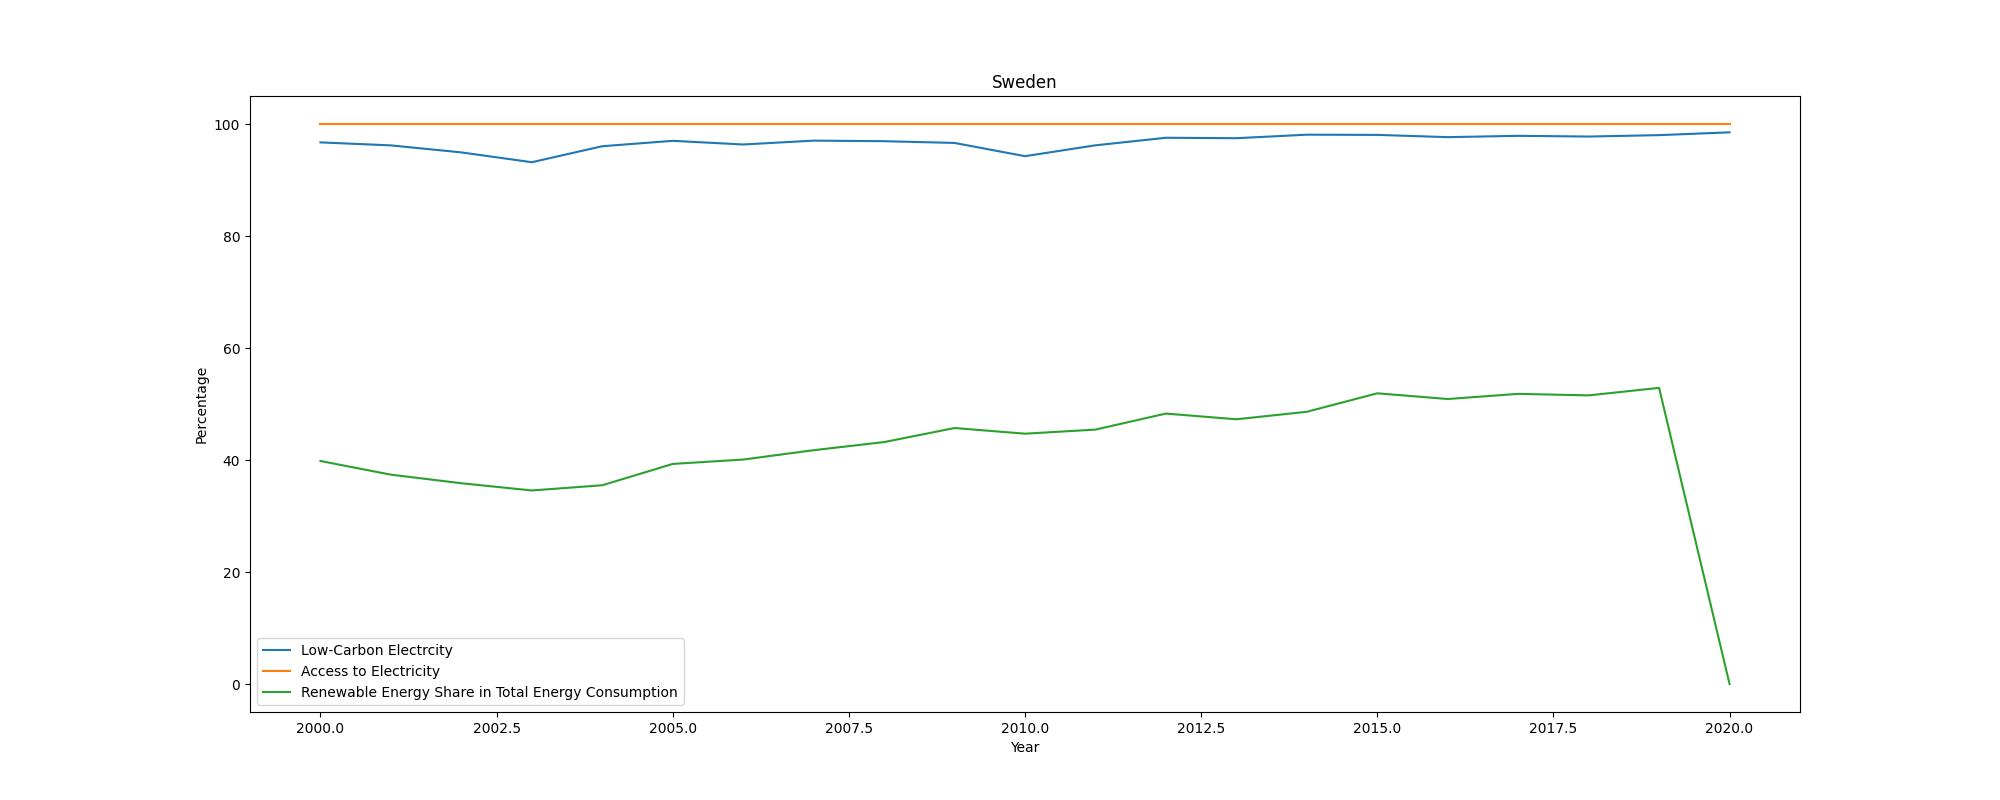 Sweden
100
80
60
40
20
0
Percentage
Low-Carbon Electrcity
Access to Electricity
Renewable Energy Share in Total Energy Consumption
2000.0 2002.5 2005.0 2007.5 2010.0 2012.5 2015.0 2017.5 2020.0
Year